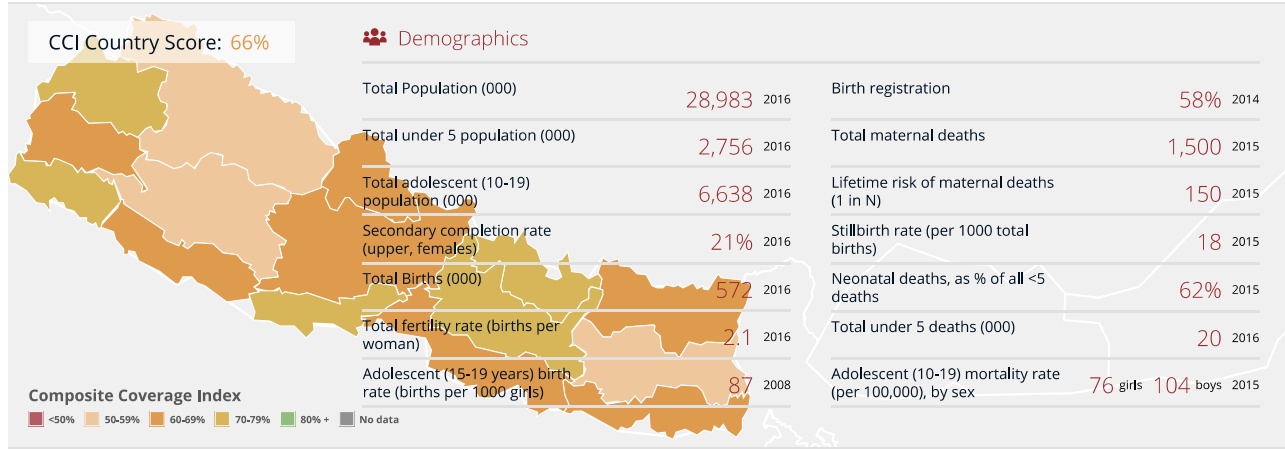 CCI Country Score: 66%
Demographics
Total Population (000) 28,983 2016
Total under 5 population (000) 2,756 2016
Total adolescent (10-19)
population (000) 6,638 2016
Secondary completion rate
(upper, females) 21% 2016
Total Births (000) 572 2016
Total fertility rate (births per
woman) 2.1 2016
Adolescent (15-19 years) birth
rate (births per 1000 girls) 87 2008
Birth registration 58% 2014
Total maternal deaths 1,500 2015
Lifetime risk of maternal deaths
(1 in N) 150 2015
Stillbirth rate (per 1000 total
births) 18 2015
Neonatal deaths, as % of all <5
deaths 62% 2015
Total under 5 deaths (000) 20 2016
Adolescent (10-19) mortality rate
(per 100,000), by sex 76 girls 104 boys 2015
Composite Coverage Index
<50% 50-59% 60-69% 70-79% 80% + No data